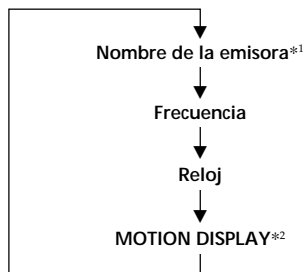 Nombre de la emisora*1
Frecuencia
Reloj
MOTION DISPLAY*2